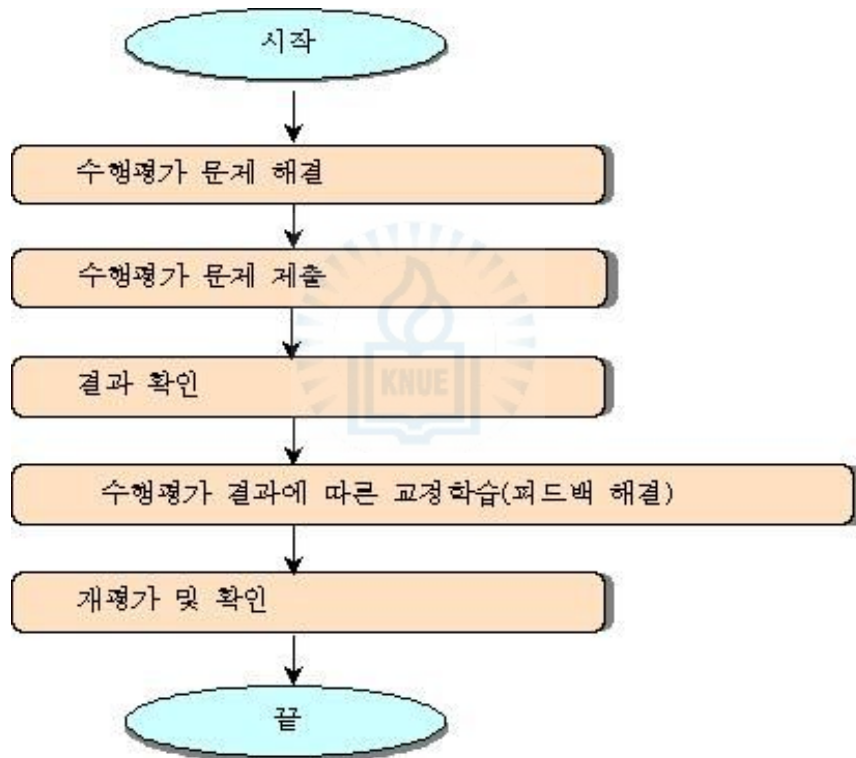 시작
수행평가 문제 해결
수행평가 문제 제출
KNUE
결과 확인
수행평가 결과에 따른 교정학습(피드백 해결)
재평가 및 확인
끝